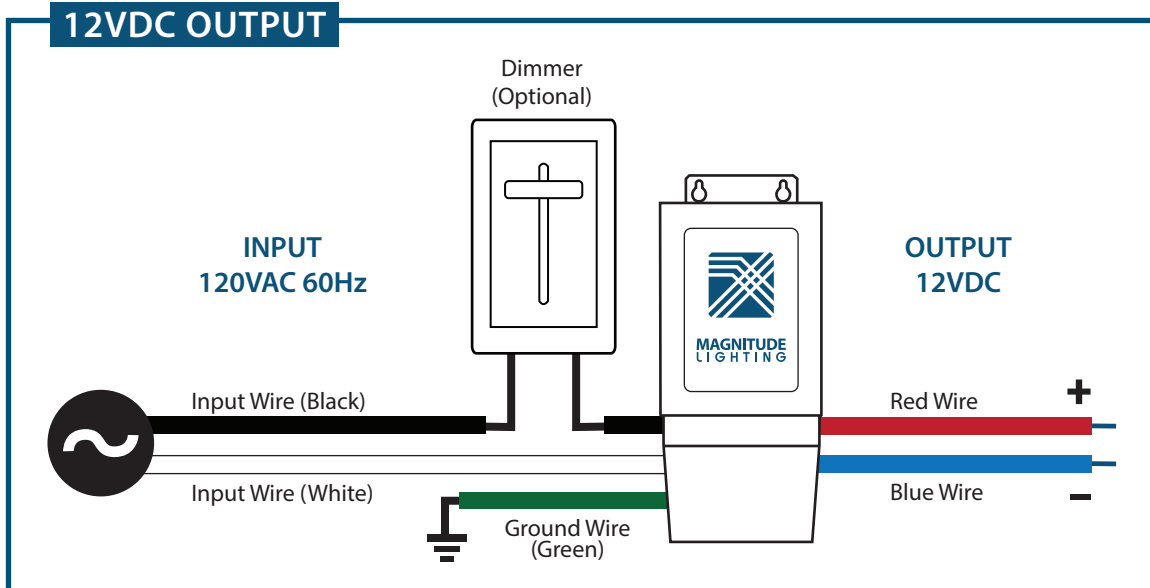 12VDC OUTPUT
Dimmer
(Optional)
INPUT
120VAC 60Hz
OUTPUT
12VDC
MAGNITUDE
LIGHTING
Input Wire (Black)
Red Wire
+
Input Wire (White)
Blue Wire
–
Ground Wire
(Green)